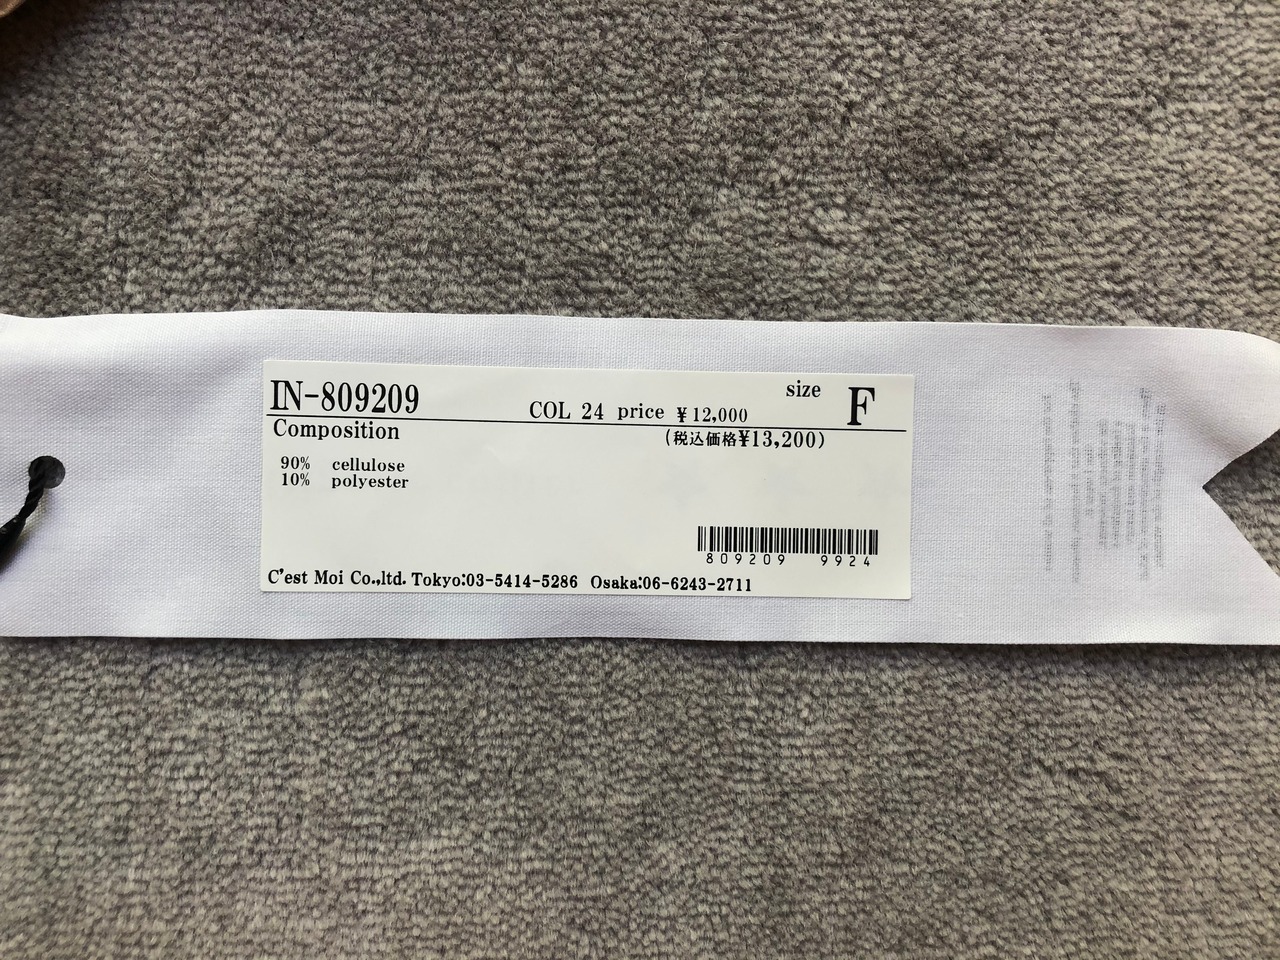 IN-809209
COL 24 price ¥12,000
size F
Composition
(税込価格¥13,200)
90% cellulose
10% polyester
809209 9924
C'est Moi Co.,ltd. Tokyo:03-5414-5286 Osaka:06-6243-2711